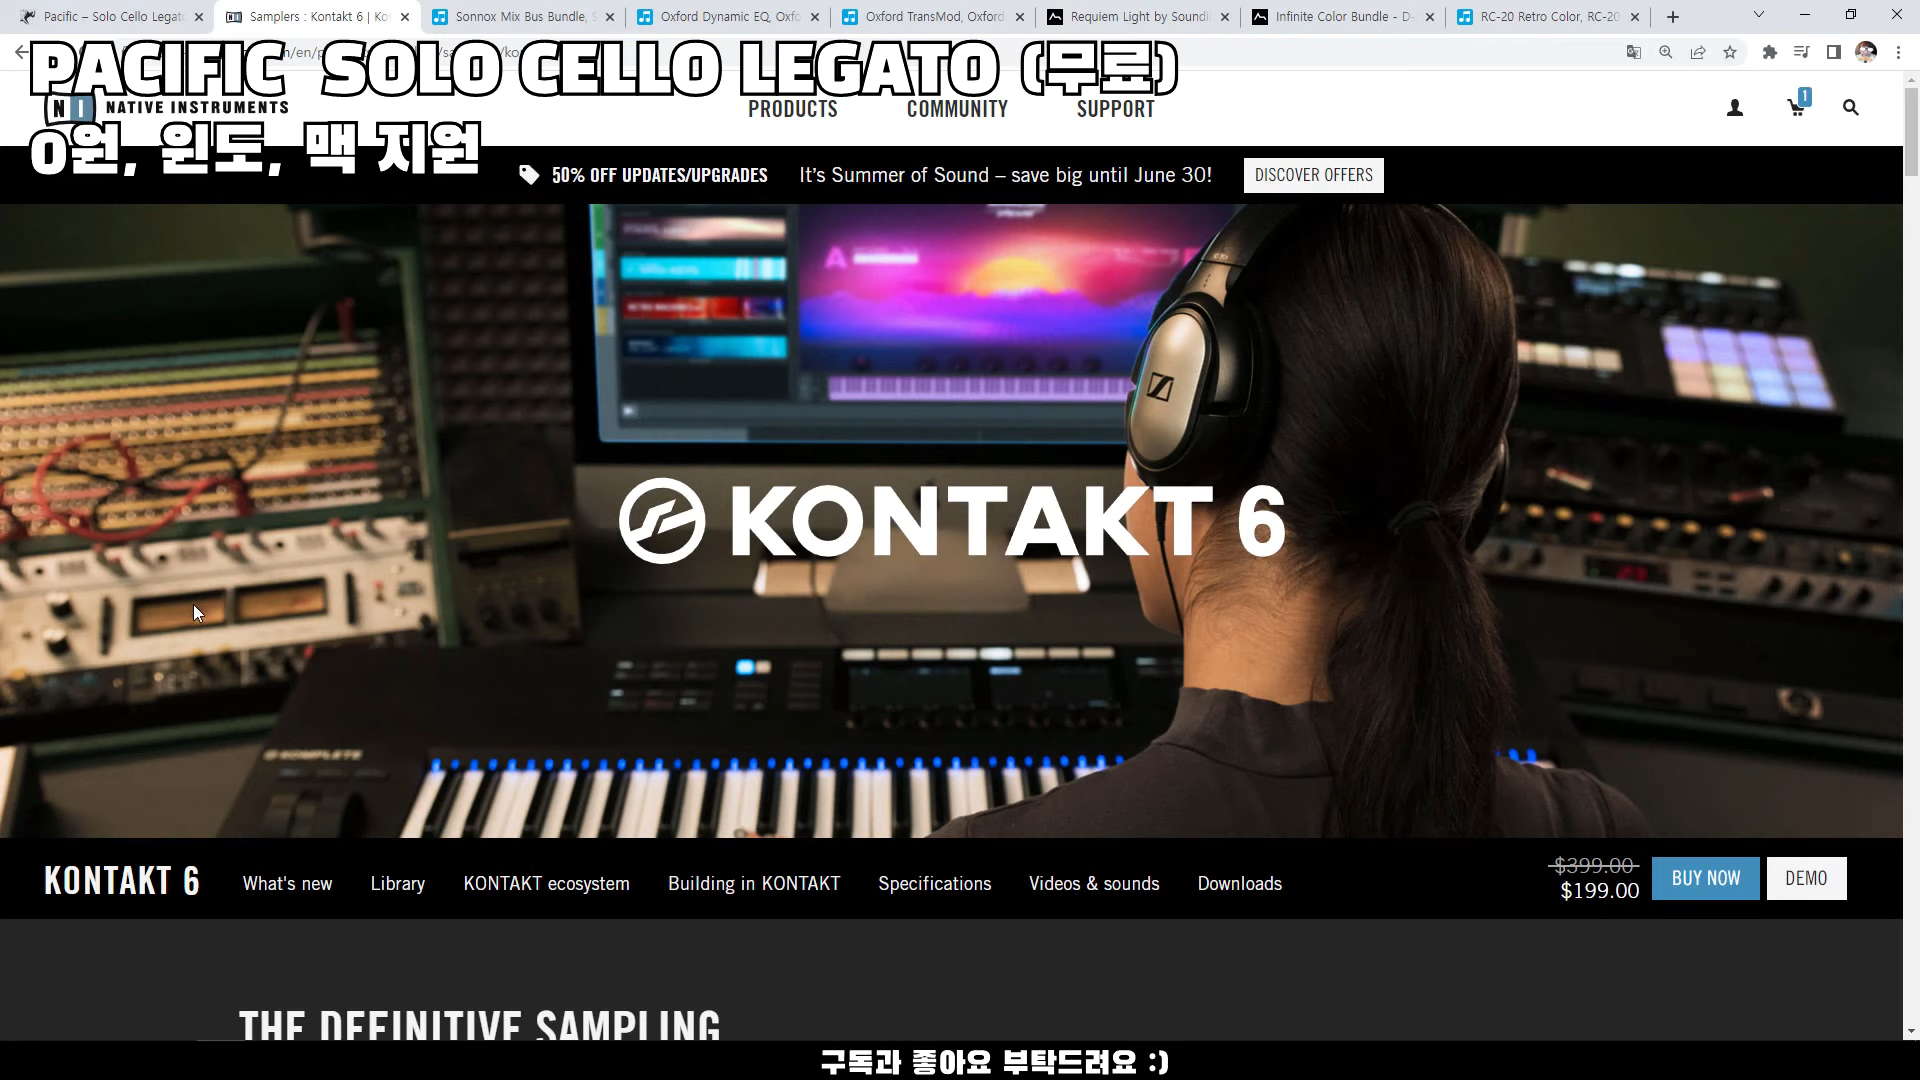 Pacific – Solo Cello Legat
Samplers : Kontakt 6 | Ko
Sonnox Mix Bus Bundle, S
Oxford Dynamic EQ, Oxfo
Oxford TransMod, Oxford
Requiem Light by Soundi
Infinite Color Bundle - D-
RC-20 Retro Color, RC-20
PACIFIC SOLO CELLO LEGATO (무료)
NI NATIVE INSTRUMENTS
PRODUCTS
COMMUNITY
SUPPORT
1
0원, 윈도, 맥 지원
50% OFF UPDATES/UPGRADES
It's Summer of Sound – save big until June 30!
DISCOVER OFFERS
KONTAKT 6
KOMPLETE
KONTAKT 6
What's new
Library
KONTAKT ecosystem
Building in KONTAKT
Specifications
Videos & sounds
Downloads
$399.00
$199.00
BUY NOW
DEMO
THE DEFINITIVE SAMPLING
구독과 좋아요 부탁드려요 :)